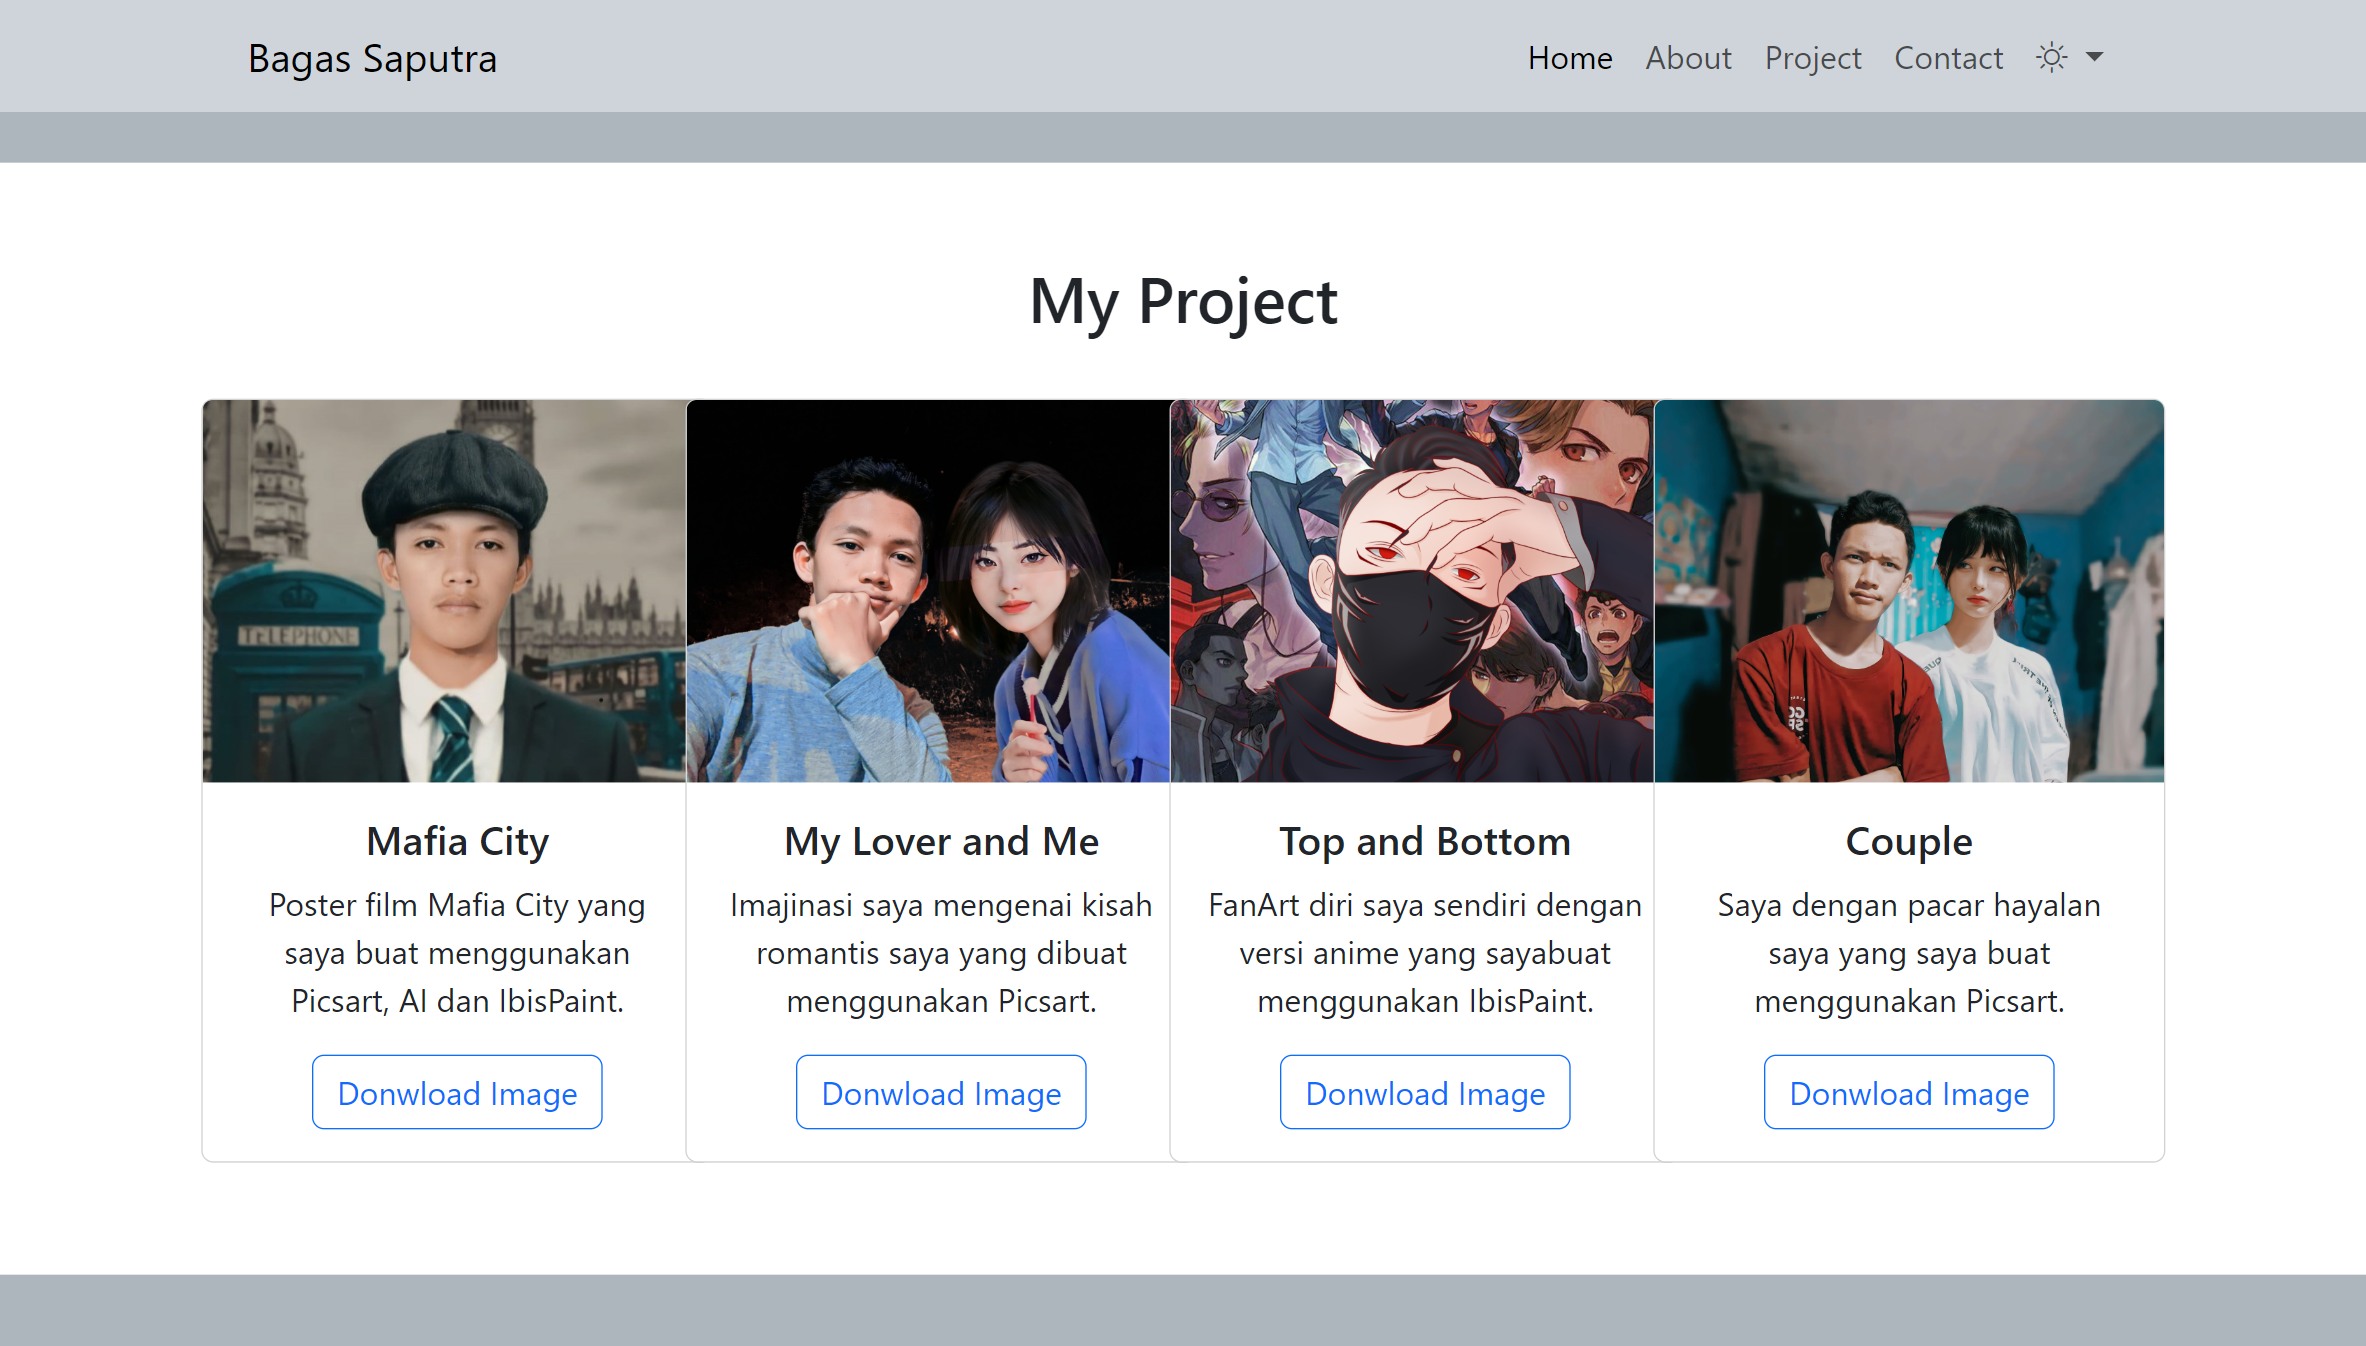 Bagas Saputra
Home About Project Contact
My Project
TELEPHONE
Mafia City
Poster film Mafia City yang
saya buat menggunakan
Picsart, AI dan IbisPaint.
Donwload Image
My Lover and Me
Imajinasi saya mengenai kisah
romantis saya yang dibuat
menggunakan Picsart.
Donwload Image
Top and Bottom
FanArt diri saya sendiri dengan
versi anime yang sayabuat
menggunakan IbisPaint.
Donwload Image
Couple
Saya dengan pacar hayalan
saya yang saya buat
menggunakan Picsart.
Donwload Image